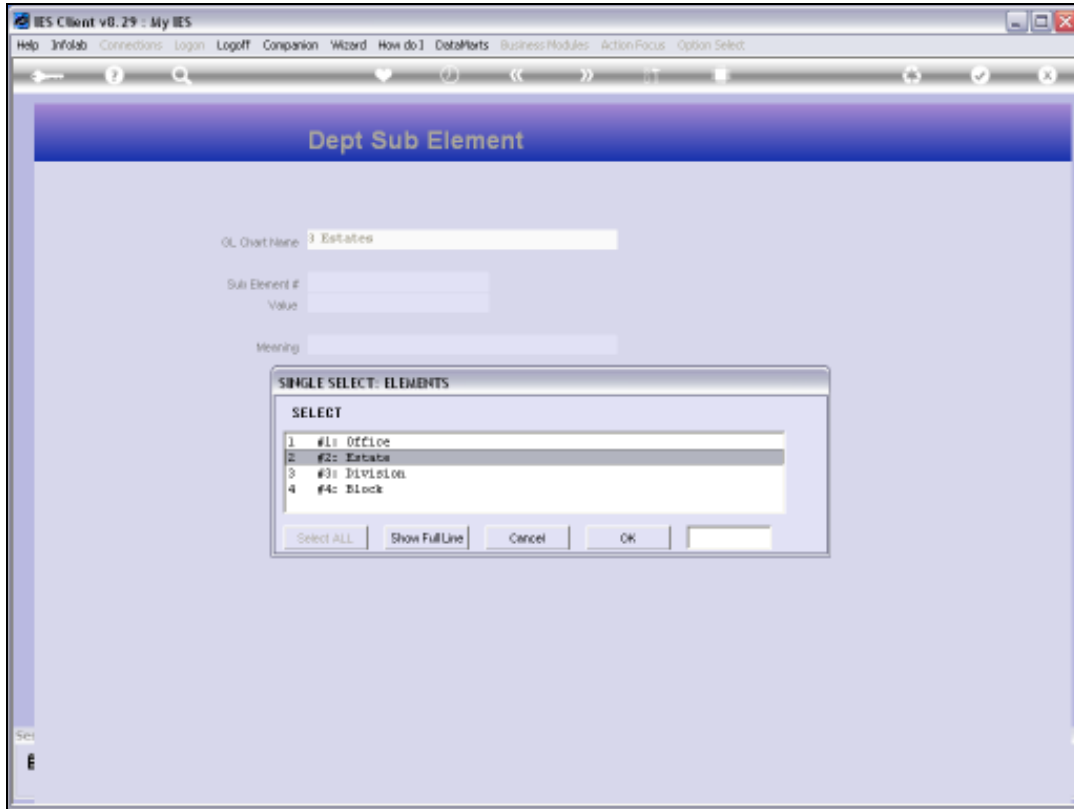 IES Client v8.29 : My IES
Help Infolab Connections Logon Logoff Companion Wizard How do I DataMarts Business Modules Action Focus Option Select
Dept Sub Element
GL Chart Name 3 Estates
Sub Element #
Value
Meaning
SINGLE SELECT: ELEMENTS
SELECT
1 #1: Office
2 #2: Estate
3 #3: Division
4 #4: Block
Select ALL Show Full Line Cancel OK